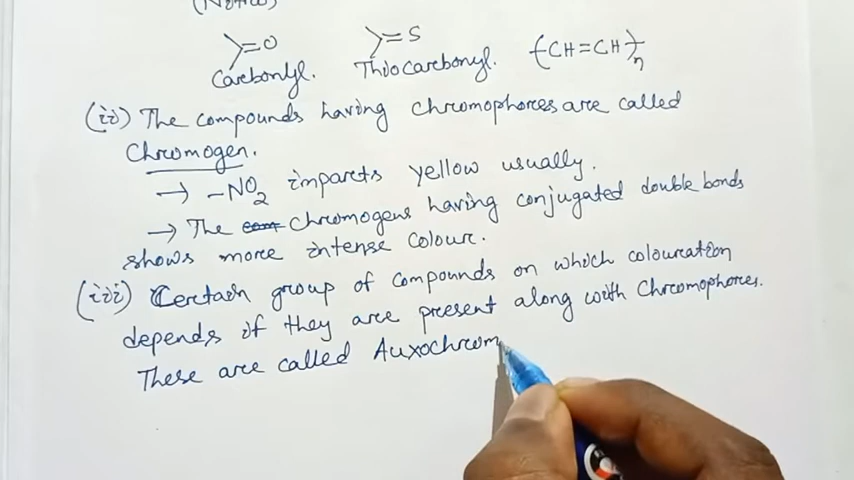 (Nitro)
>=O
>=S
(CH=CH)n
Carbonyl.
Thiocarbonyl.
(ii) The compounds having Chromophores are called
Chromogen.
→ -NO2 imparts yellow usually.
→ The com Chromogens having conjugated double bonds
shows more intense colour.
(iii) Certain group of compounds on which colouration
depends if they are present along with Chromophores.
These are called Auxochrom